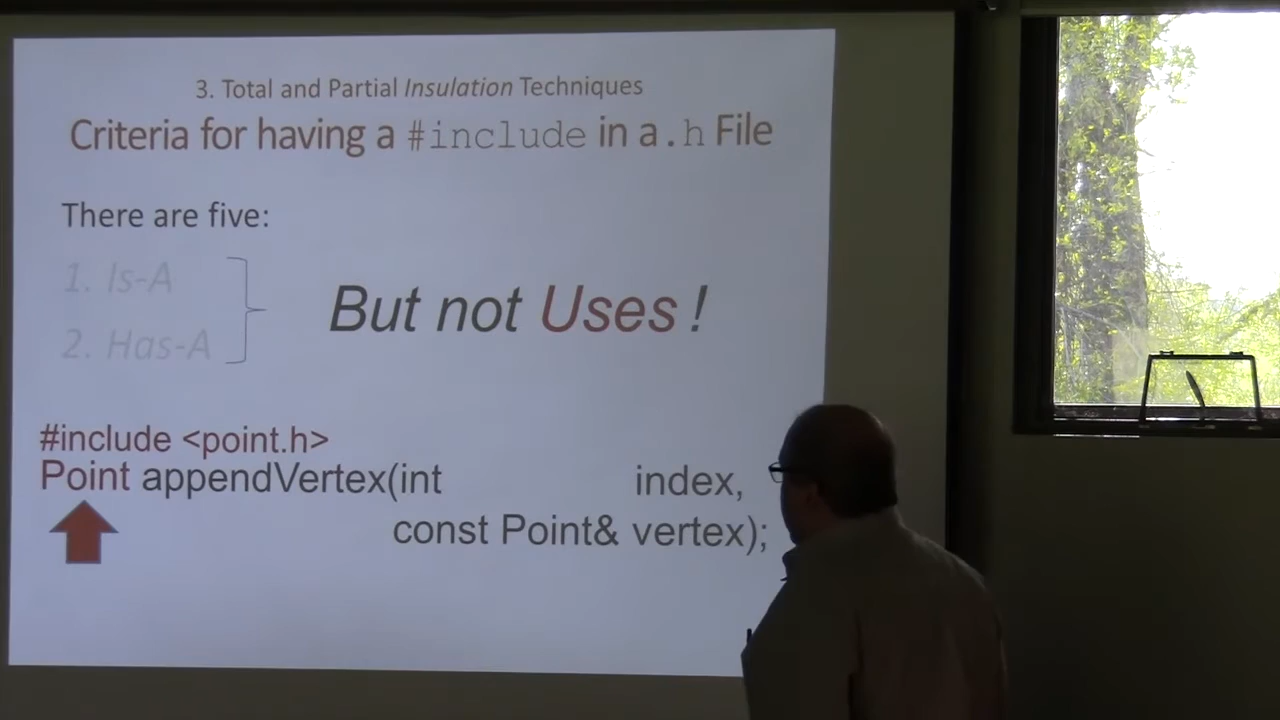 3. Total and Partial Insulation Techniques
Criteria for having a #include in a .h File
There are five:
1. Is-A
2. Has-A
But not Uses!
#include <point.h>
Point appendVertex(int index,
const Point& vertex);